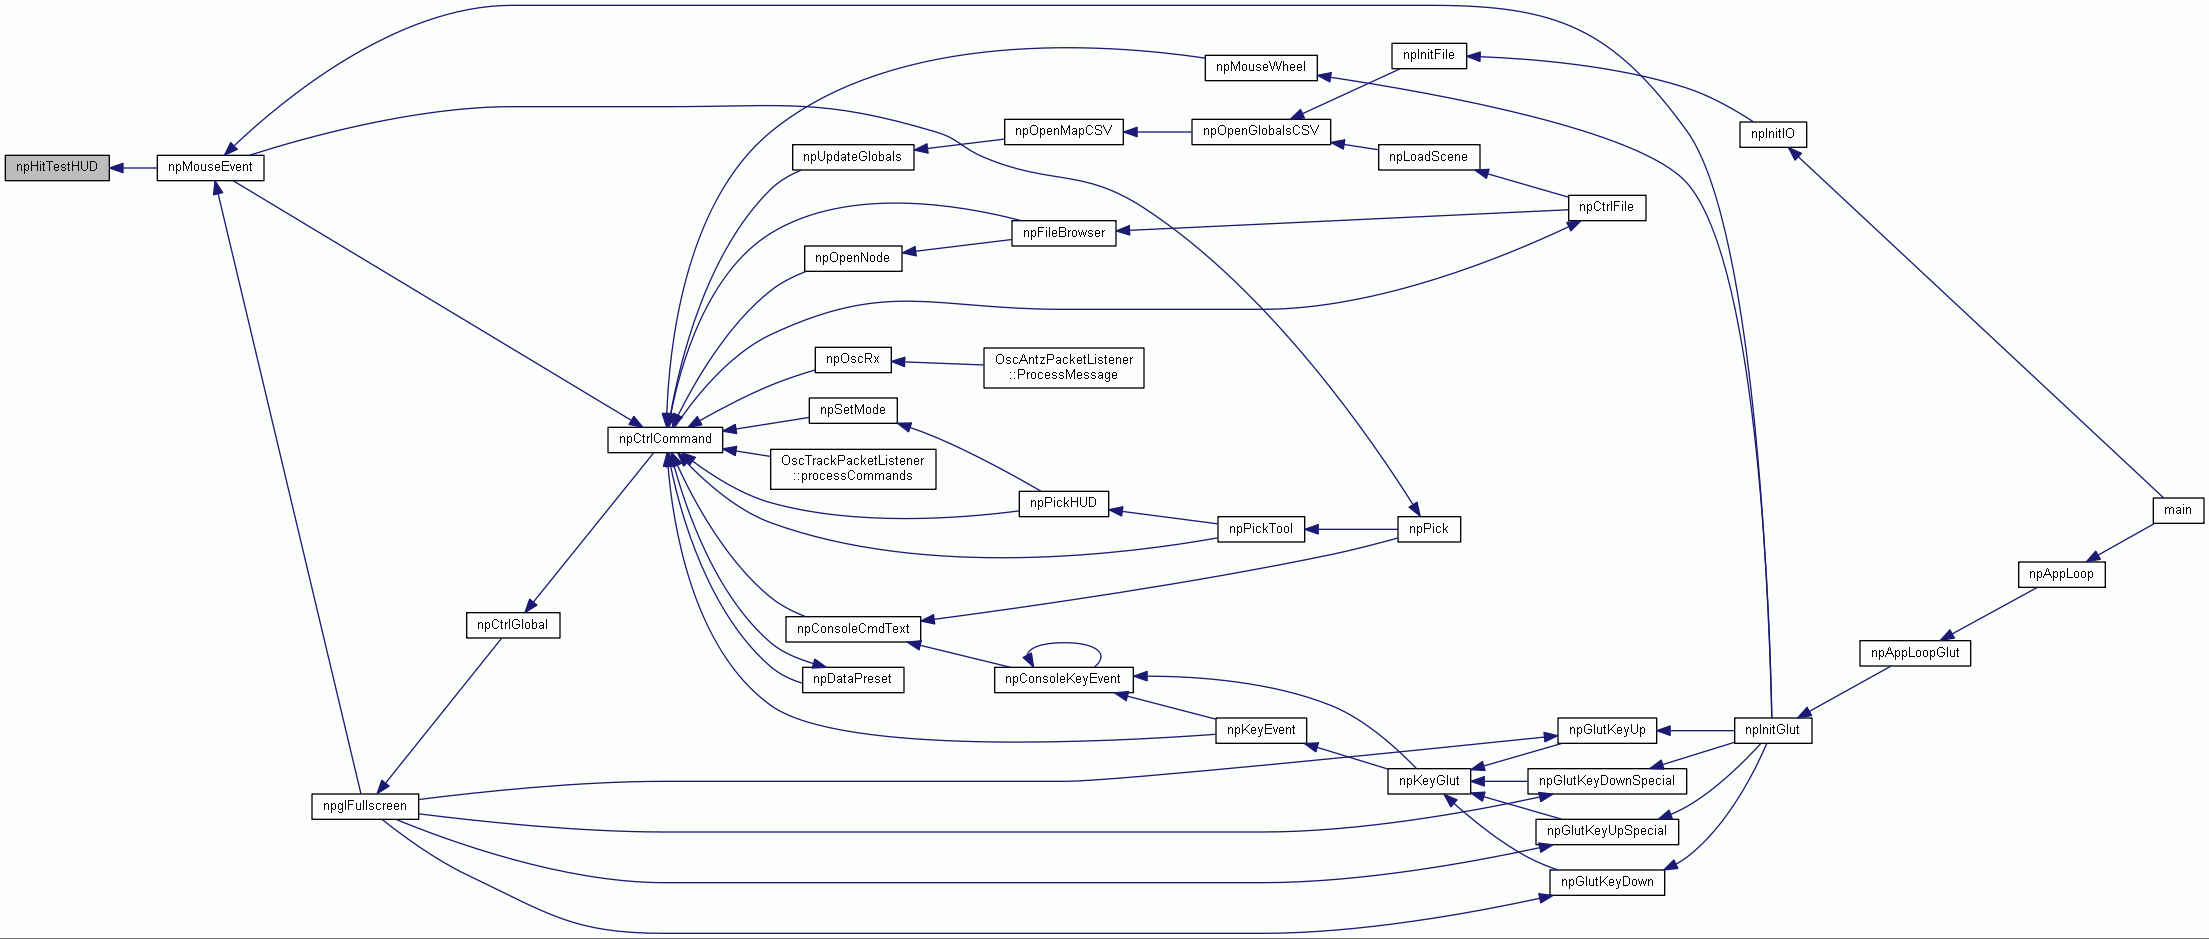 npInitFile
npMouseWheel
npOpenMapCSV
npOpenGlobalsCSV
npInitIO
npUpdateGlobals
npLoadScene
npHitTestHUD
npMouseEvent
npCtrlFile
npFileBrowser
npOpenNode
npOscRx
OscAntzPacketListener
::ProcessMessage
npSetMode
npCtrlCommand
OscTrackPacketListener
::processCommands
npPickHUD
npPickTool
npPick
main
npAppLoop
npCtrlGlobal
npConsoleCmdText
npAppLoopGlut
npDataPreset
npConsoleKeyEvent
npKeyEvent
npGlutKeyUp
npInitGlut
npKeyGlut
npGlutKeyDownSpecial
npglFullscreen
npGlutKeyUpSpecial
npGlutKeyDown